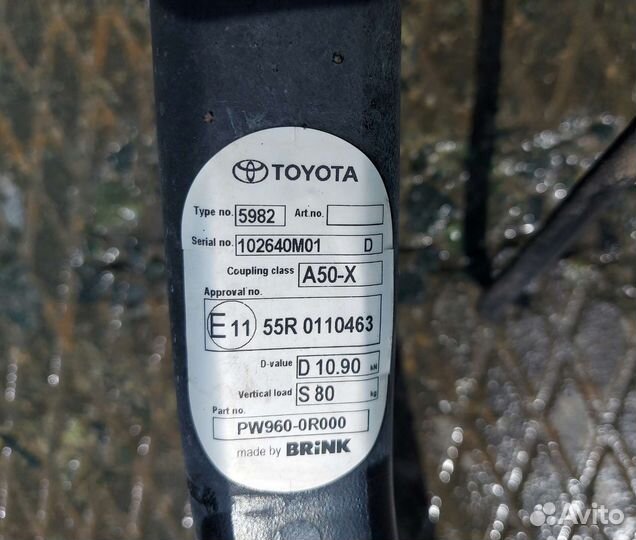 TOYOTA
Type no. 5982 Art.no.
Serial no. 102640M01 D
Coupling class A50-X
Approval no.
E 11 55R 0110463
D-value D 10.90 kN
Vertical load S 80 kg
Part no.
PW960-0R000
made by BRiNK
Avito